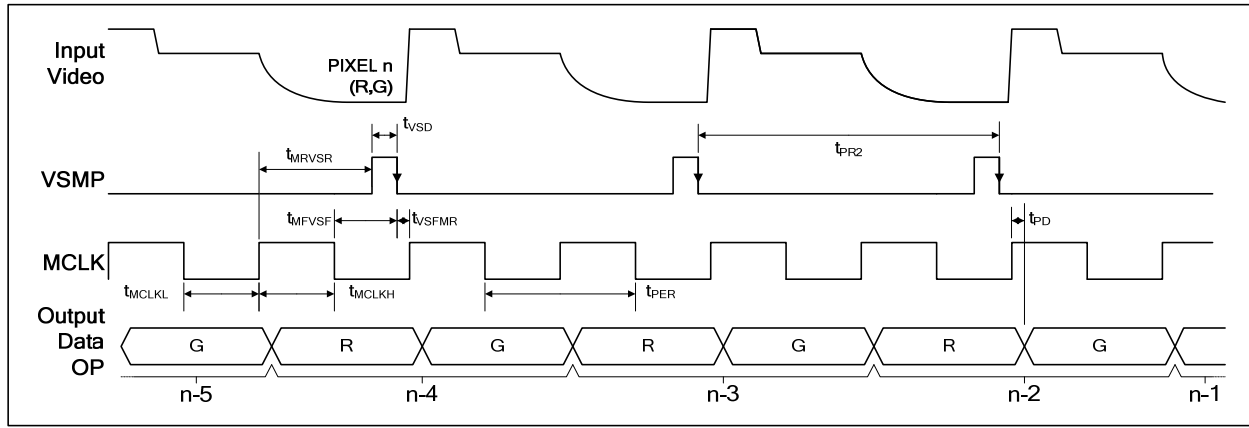 Input
Video
PIXEL n
(R,G)
tVSD
tMRVSR
tPR2
VSMP
tMFVSF
tVSFMR
tPD
MCLK
tMCLKL
tMCLKH
tPER
Output
Data
OP
G R G R G R G
n-5 n-4 n-3 n-2 n-1